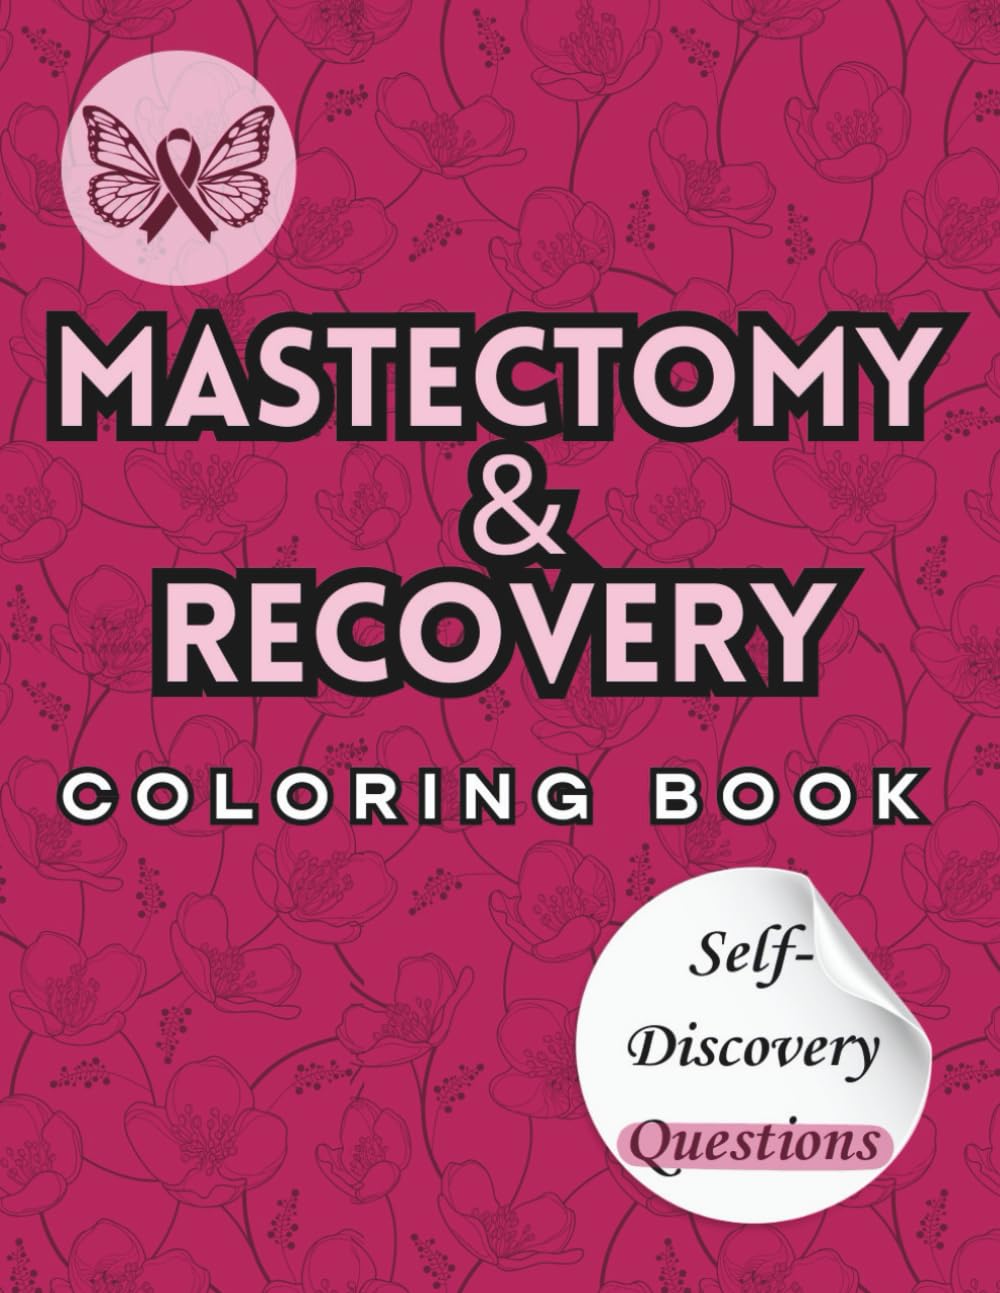 MASTECTOMY
&
RECOVERY
COLORING BOOK
Self-
Discovery
Questions